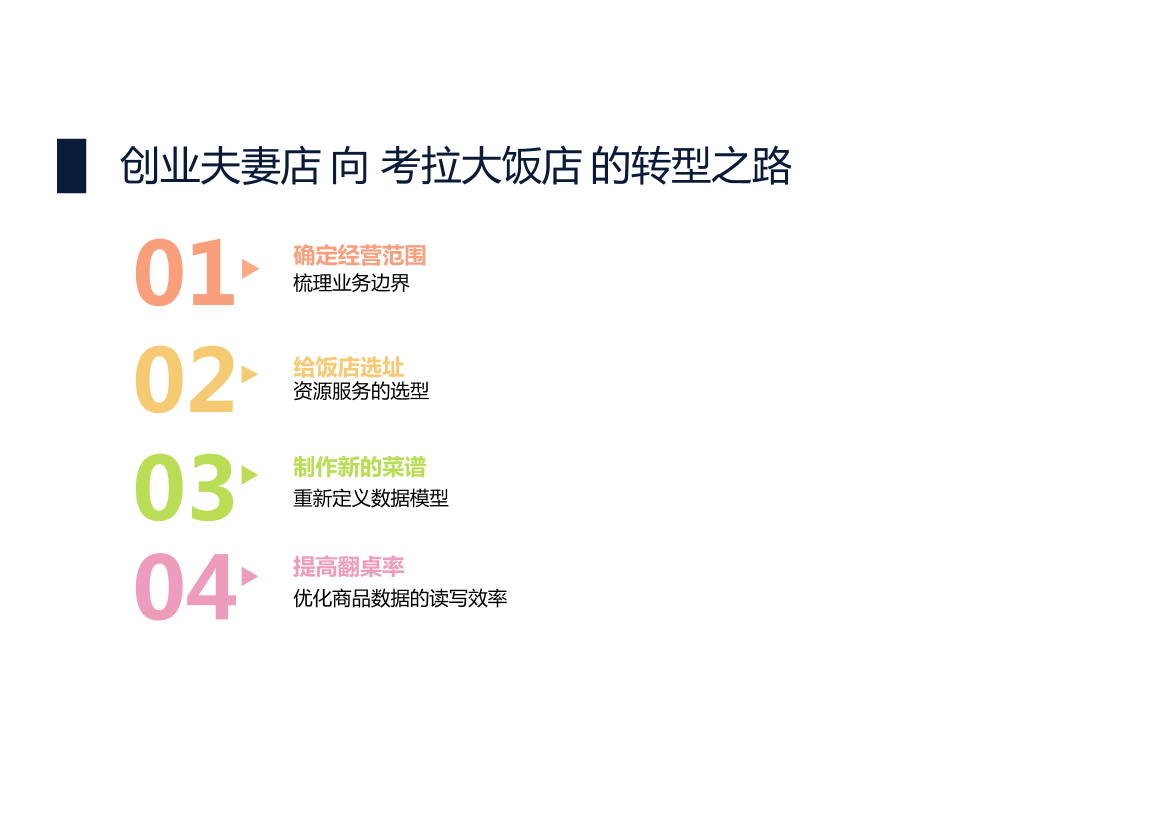 创业夫妻店 向 考拉大饭店 的转型之路
01
确定经营范围
梳理业务边界
02
给饭店选址
资源服务的选型
03
制作新的菜谱
重新定义数据模型
04
提高翻桌率
优化商品数据的读写效率